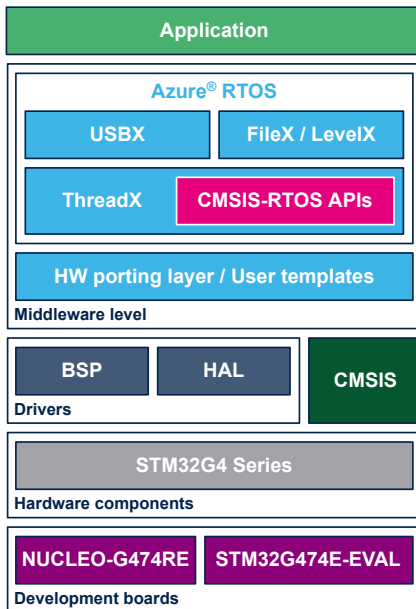 Application
Azure® RTOS
USBX
FileX / LevelX
ThreadX
CMSIS-RTOS APIs
HW porting layer / User templates
Middleware level
BSP
HAL
Drivers
CMSIS
STM32G4 Series
Hardware components
NUCLEO-G474RE
STM32G474E-EVAL
Development boards